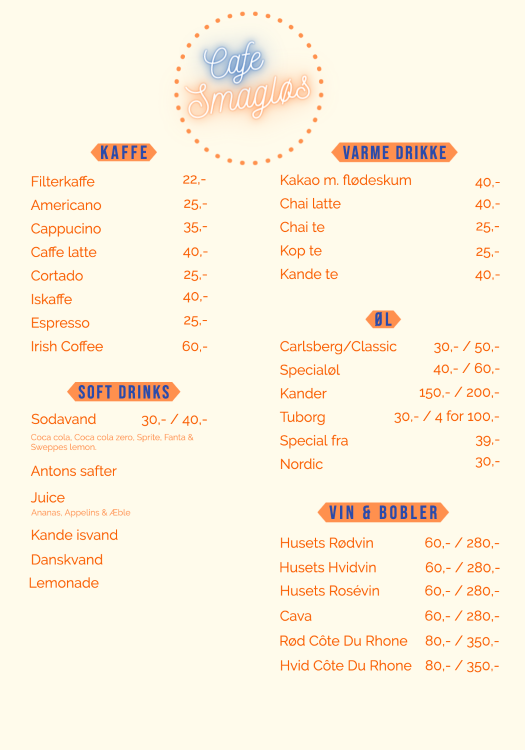 Cafe
Smagløs
KAFFE
Filterkaffe 22,-
Americano 25,-
Cappucino 35,-
Caffe latte 40,-
Cortado 25,-
Iskaffe 40,-
Espresso 25,-
Irish Coffee 60,-
SOFT DRINKS
Sodavand 30,- / 40,-
Coca cola, Coca cola zero, Sprite, Fanta &
Sweppes lemon.
Antons safter
Juice
Ananas, Appelins & Æble
Kande isvand
Danskvand
Lemonade
VARME DRIKKE
Kakao m. flødeskum 40,-
Chai latte 40,-
Chai te 25,-
Kop te 25,-
Kande te 40,-
ØL
Carlsberg/Classic 30,- / 50,-
Specialøl 40,- / 60,-
Kander 150,- / 200,-
Tuborg 30,- / 4 for 100,-
Special fra 39,-
Nordic 30,-
VIN & BOBLER
Husets Rødvin 60,- / 280,-
Husets Hvidvin 60,- / 280,-
Husets Rosévin 60,- / 280,-
Cava 60,- / 280,-
Rød Côte Du Rhone 80,- / 350,-
Hvid Côte Du Rhone 80,- / 350,-